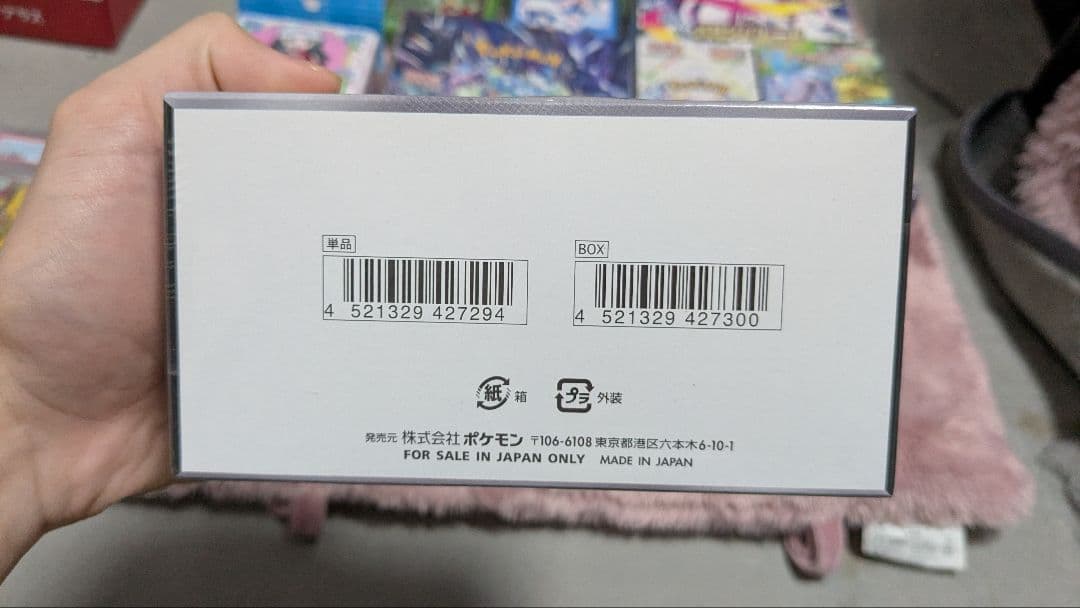 単品
4 521329 427294
BOX
4 521329 427300
紙 箱
プラ 外装
発売元 株式会社 ポケモン 〒106-6108 東京都港区六本木6-10-1
FOR SALE IN JAPAN ONLY MADE IN JAPAN